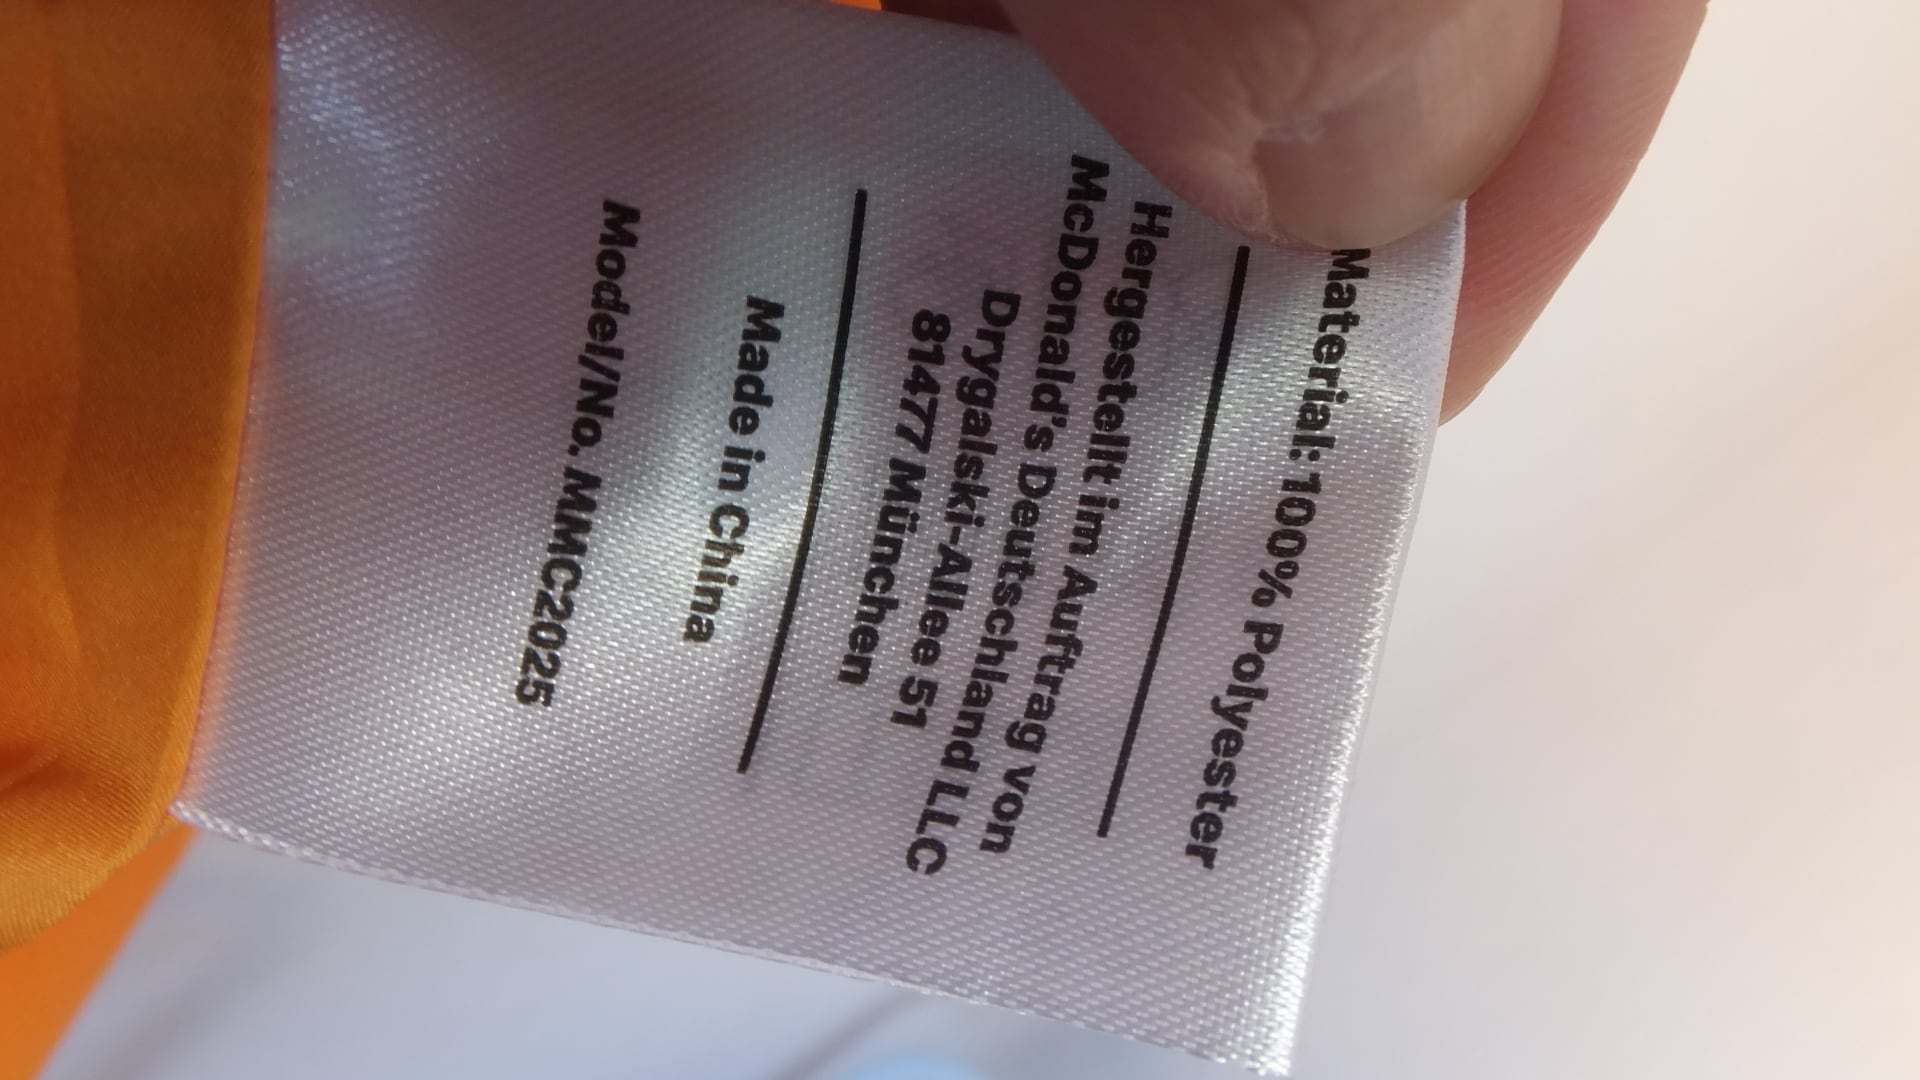 Material: 100% Polyester
Hergestellt im Auftrag von
McDonald's Deutschland LLC
Drygalski-Allee 51
81477 München
Made in China
Model/No. MMC2025